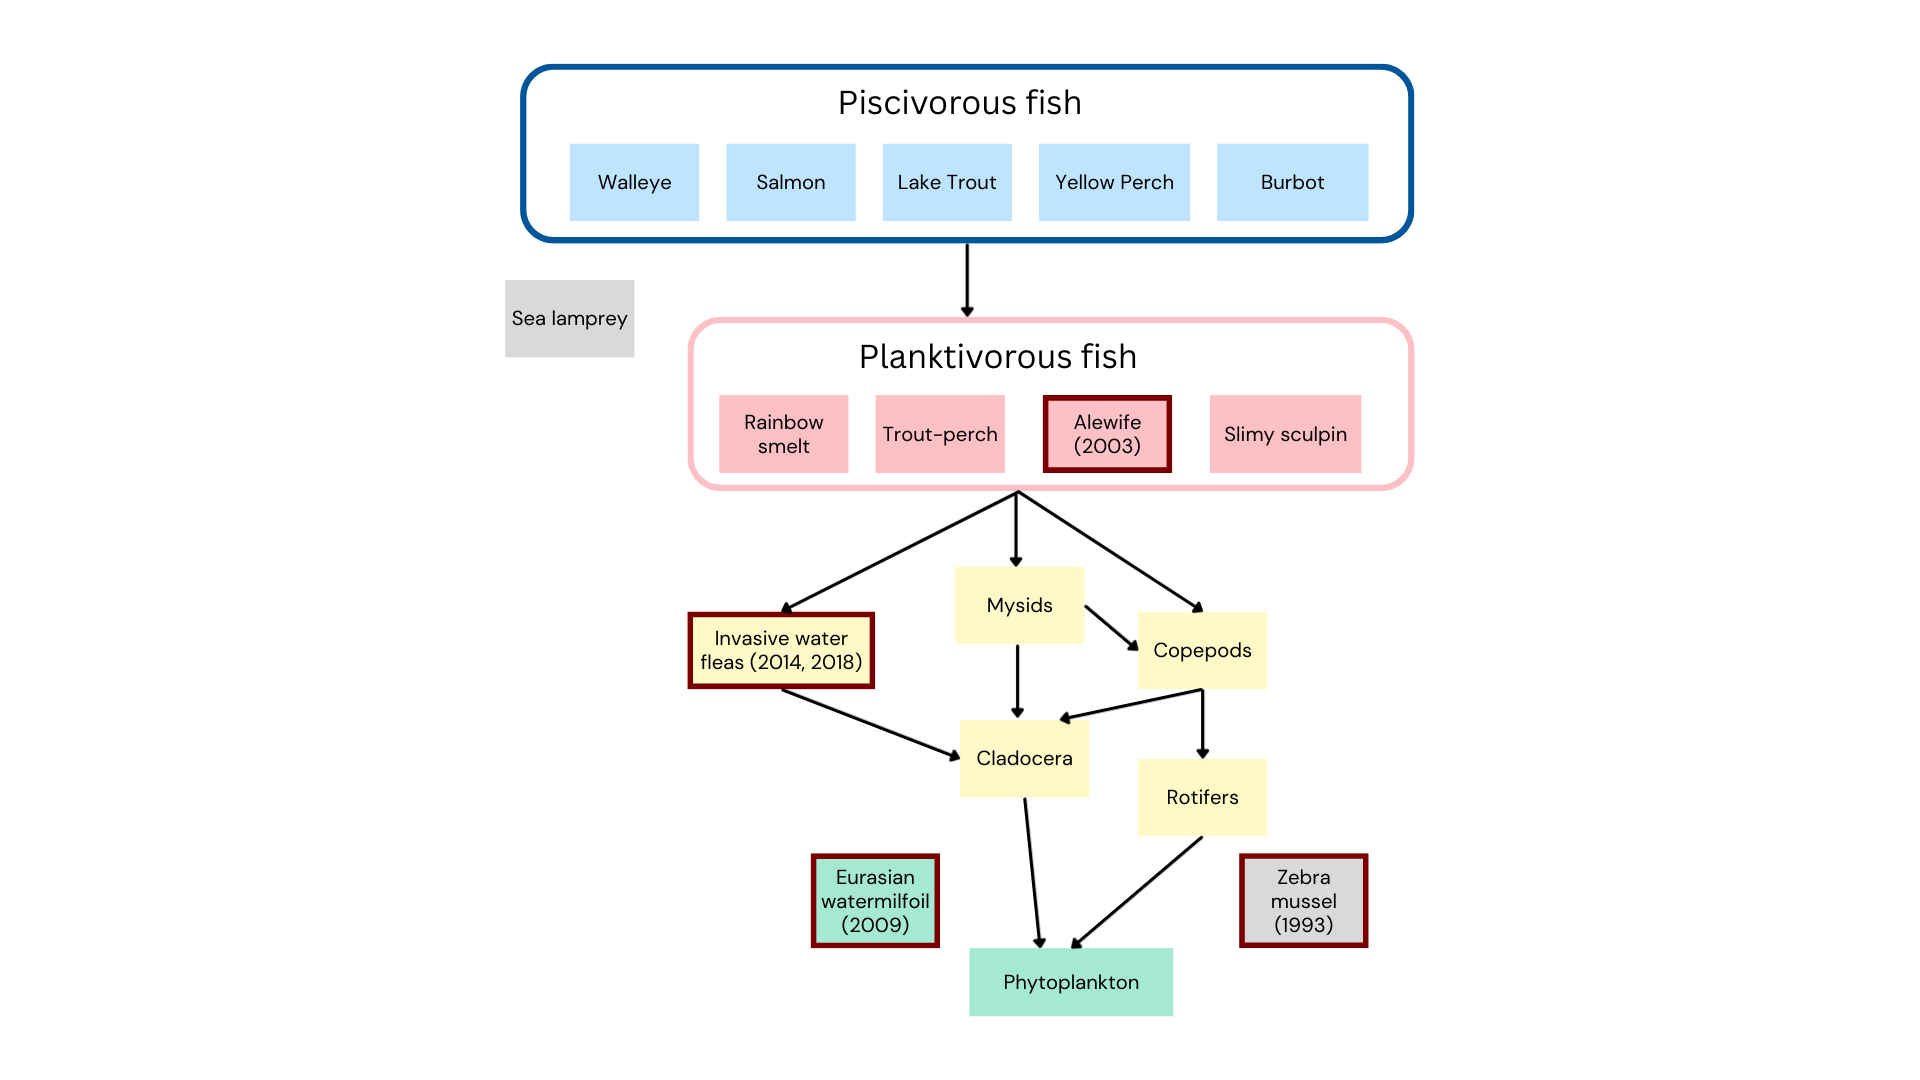 Piscivorous fish
Walleye
Salmon
Lake Trout
Yellow Perch
Burbot
Sea lamprey
Planktivorous fish
Rainbow
smelt
Trout-perch
Alewife
(2003)
Slimy sculpin
Mysids
Invasive water
fleas (2014, 2018)
Copepods
Cladocera
Rotifers
Eurasian
watermilfoil
(2009)
Zebra
mussel
(1993)
Phytoplankton